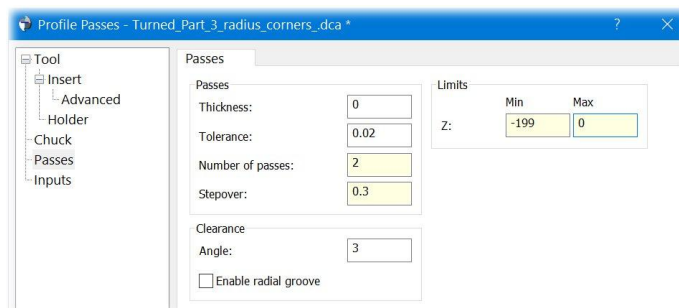 Profile Passes - Turned_Part_3_radius_corners_.dca *
?
Tool
Insert
Advanced
Holder
Chuck
Passes
Inputs
Passes
Passes
Thickness: 0
Tolerance: 0.02
Number of passes: 2
Stepover: 0.3
Clearance
Angle: 3
Enable radial groove
Limits
Min Max
Z: -199 0